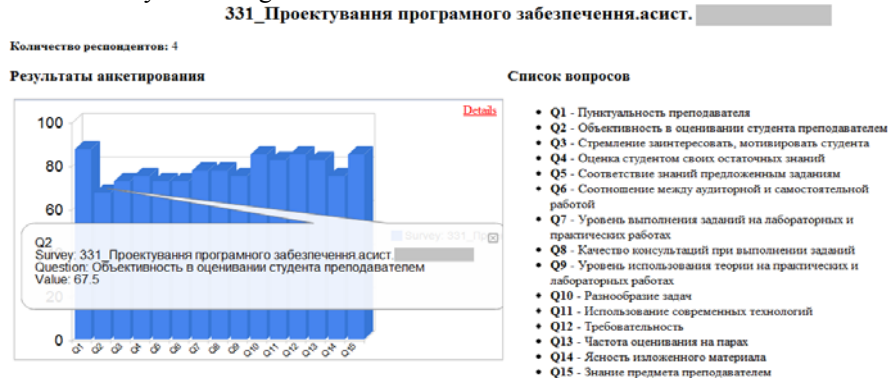 331_Проектування програмного забезпечення.асист.
Количество респондентов: 4
Результаты анкетирования
Details
100
80
60
20
0
Survey: 331_Пр
Q2
Survey: 331_Проектування програмного забезпечення.асист.
Question: Объективность в оценивании студента преподавателем
Value: 67.5
Q1 Q2 Q3 Q4 Q5 Q6 Q7 Q8 Q9 Q10 Q11 Q12 Q13 Q14 Q15
Список вопросов
Q1 - Пунктуальность преподавателя
Q2 - Объективность в оценивании студента преподавателем
Q3 - Стремление заинтересовать, мотивировать студента
Q4 - Оценка студентом своих остаточных знаний
Q5 - Соответствие знаний предложенным заданиям
Q6 - Соотношение между аудиторной и самостоятельной
работой
Q7 - Уровень выполнения заданий на лабораторных и
практических работах
Q8 - Качество консультаций при выполнении заданий
Q9 - Уровень использования теории на практических и
лабораторных работах
Q10 - Разнообразие задач
Q11 - Использование современных технологий
Q12 - Требовательность
Q13 - Частота оценивания на парах
Q14 - Ясность изложенного материала
Q15 - Знание предмета преподавателем